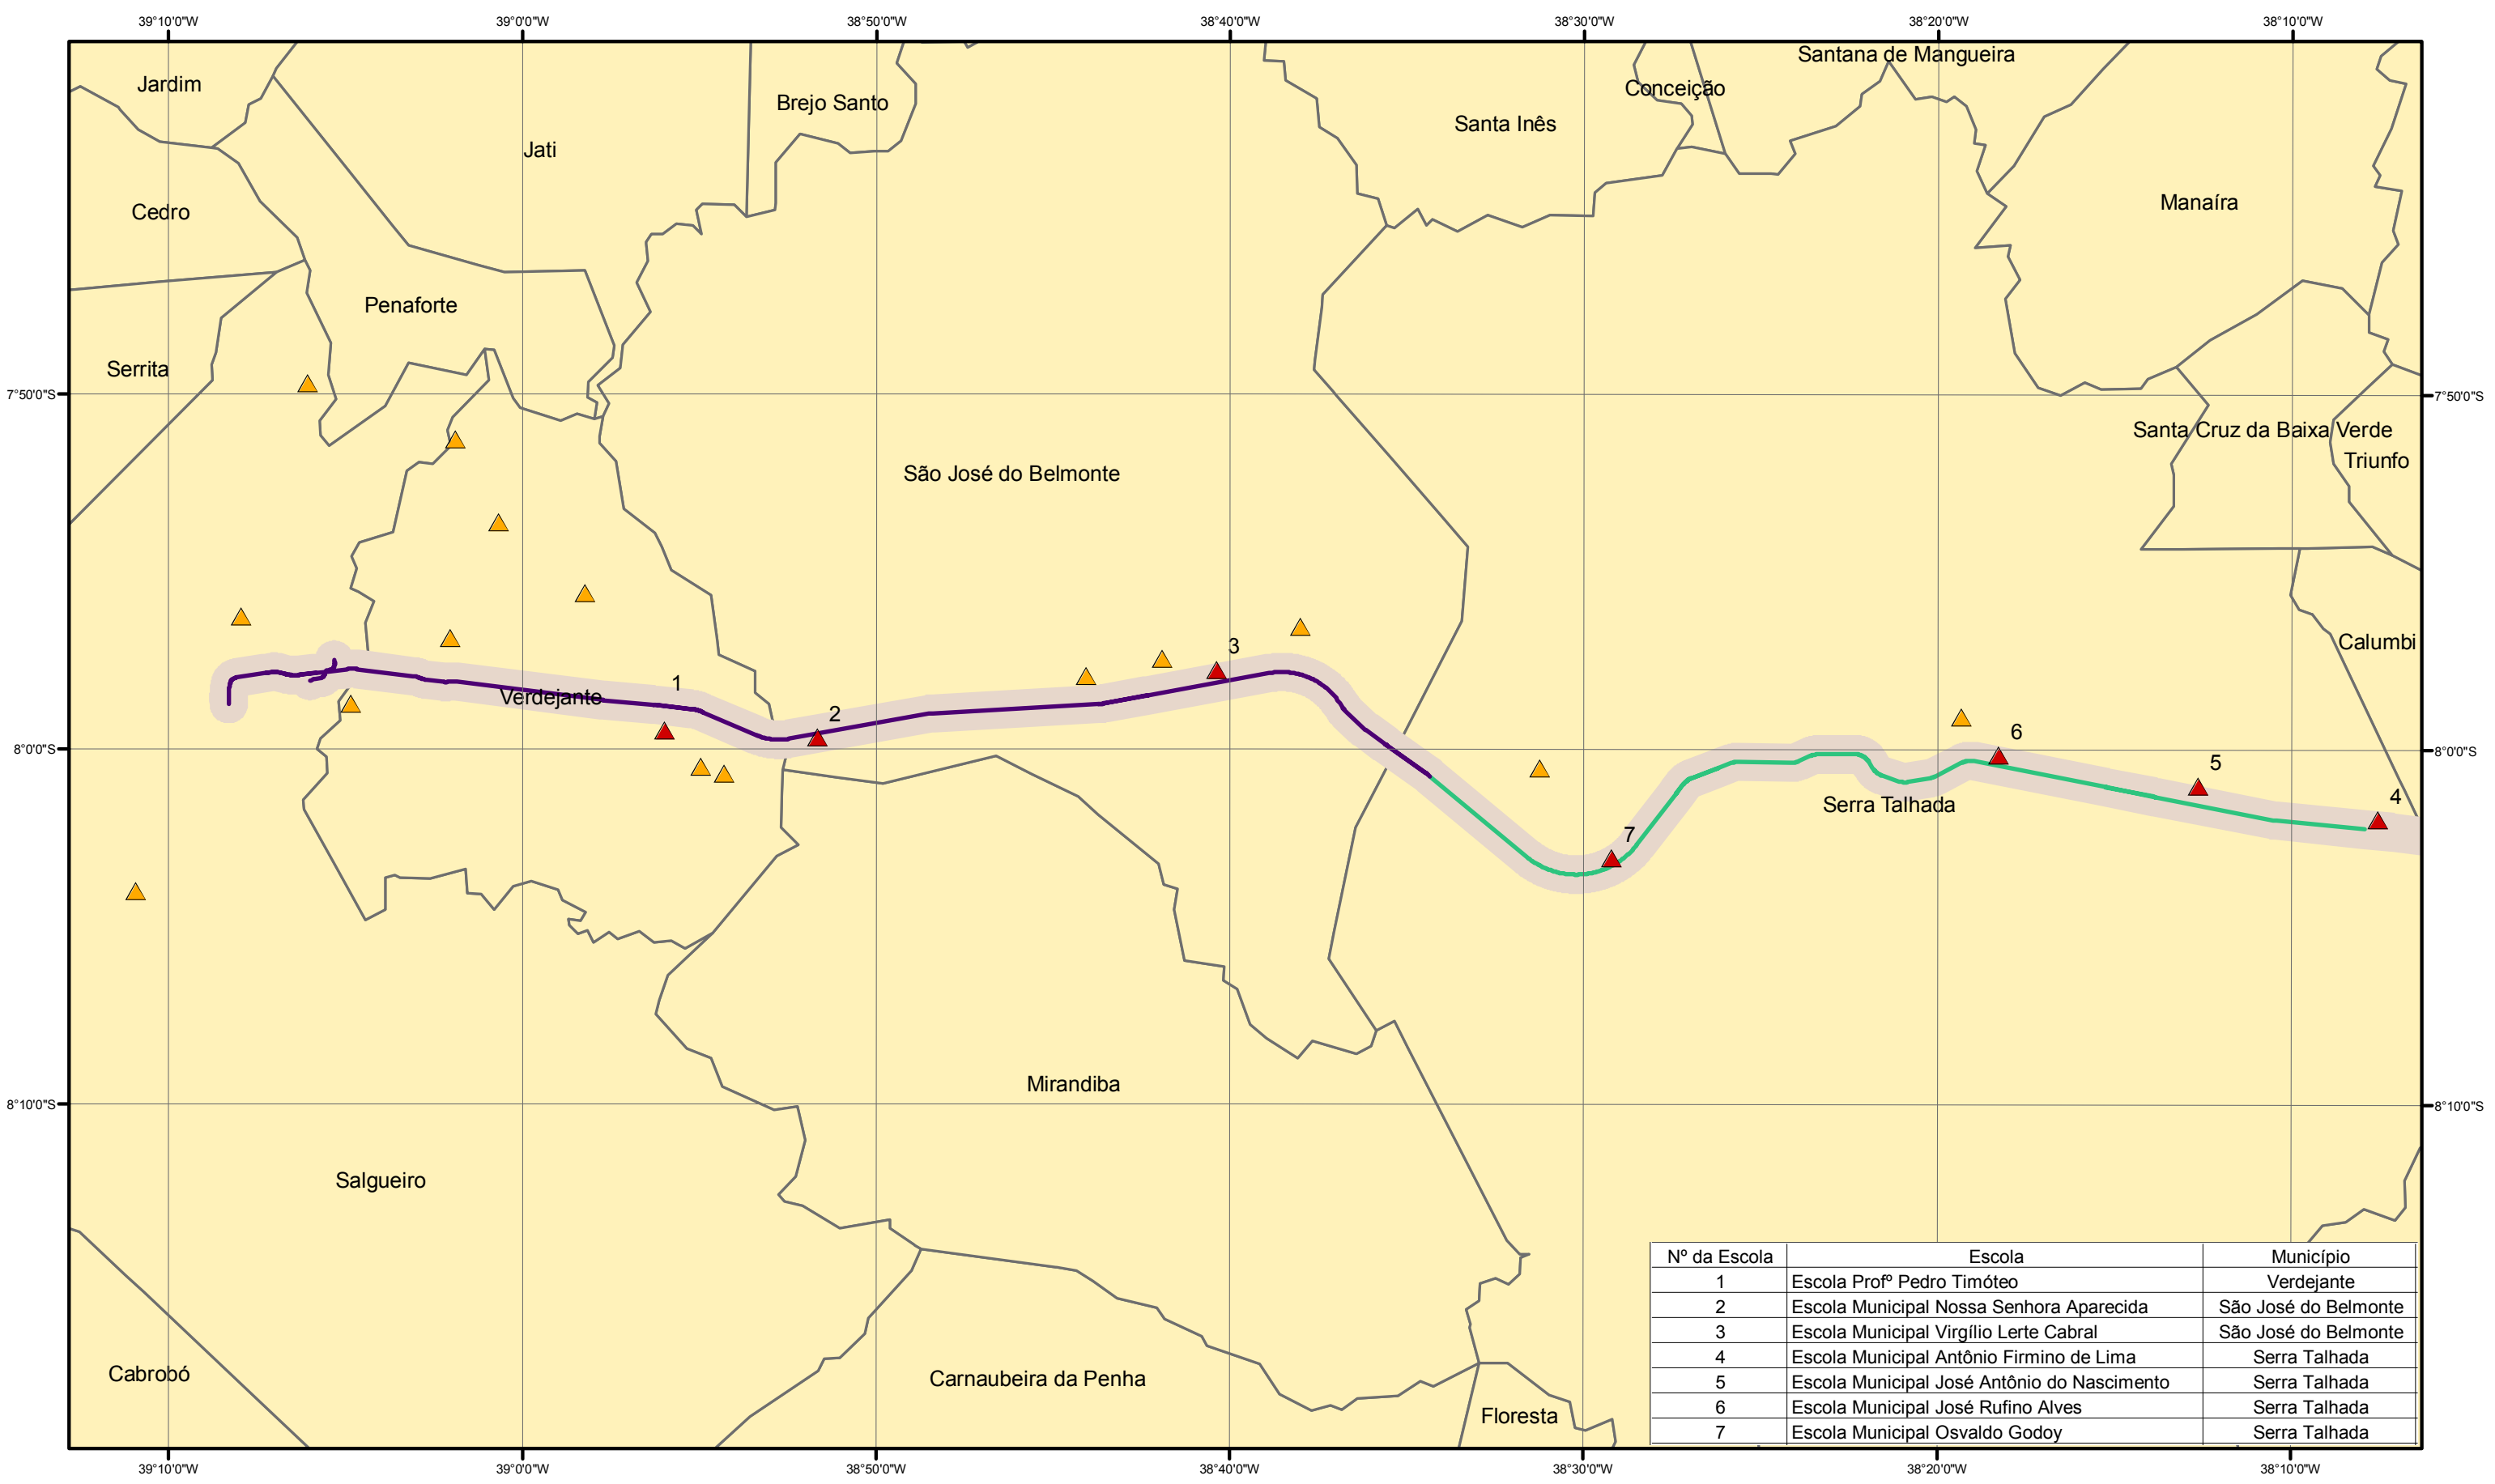 39°10'0"W 39°0'0"W 38°50'0"W 38°40'0"W 38°30'0"W 38°20'0"W 38°10'0"W
Santana de Mangueira
Jardim
Conceição
Brejo Santo
Santa Inês
Jati
Manaíra
Cedro
Penaforte
Serrita
7°50'0"S 7°50'0"S
Santa Cruz da Baixa Verde
Triunfo
São José do Belmonte
Calumbi
3
1
Verdejante
2
6
8°0'0"S 8°0'0"S
5
4
Serra Talhada
7
Mirandiba
8°10'0"S 8°10'0"S
Salgueiro
Cabrobó
Carnaubeira da Penha
Floresta
Nº da Escola Escola Município
1 Escola Profº Pedro Timóteo Verdejante
2 Escola Municipal Nossa Senhora Aparecida São José do Belmonte
3 Escola Municipal Virgílio Lerte Cabral São José do Belmonte
4 Escola Municipal Antônio Firmino de Lima Serra Talhada
5 Escola Municipal José Antônio do Nascimento Serra Talhada
6 Escola Municipal José Rufino Alves Serra Talhada
7 Escola Municipal Osvaldo Godoy Serra Talhada
39°10'0"W 39°0'0"W 38°50'0"W 38°40'0"W 38°30'0"W 38°20'0"W 38°10'0"W